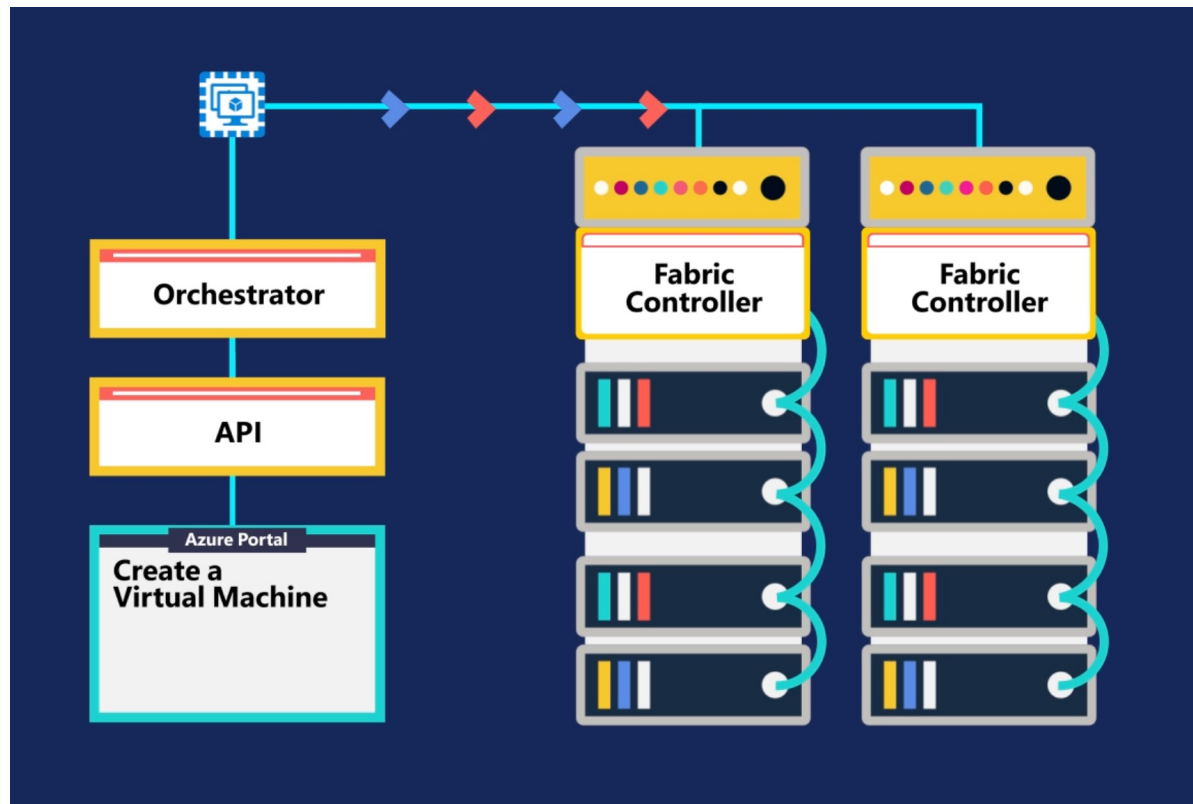 Orchestrator
API
Azure Portal
Create a
Virtual Machine
Fabric
Controller
Fabric
Controller